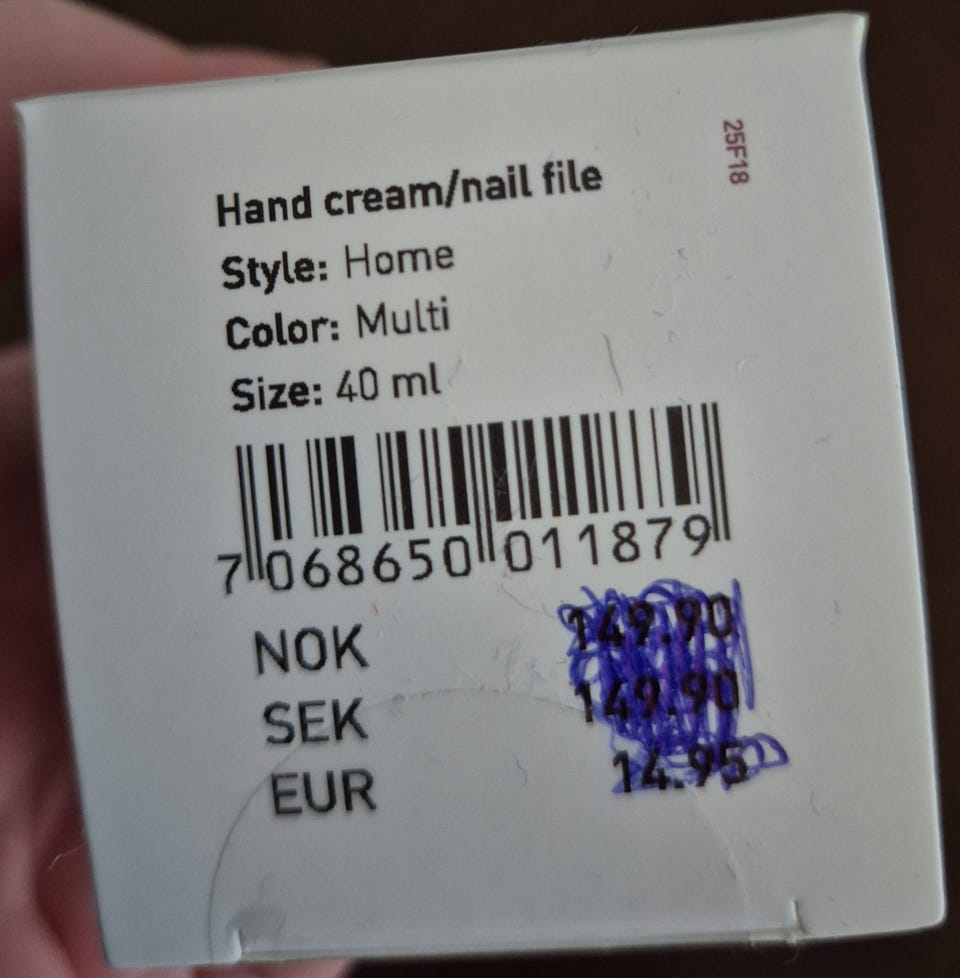 25F18
Hand cream/nail file
Style: Home
Color: Multi
Size: 40 ml
7 068650 011879
NOK 149.90
SEK 149.90
EUR 14.95